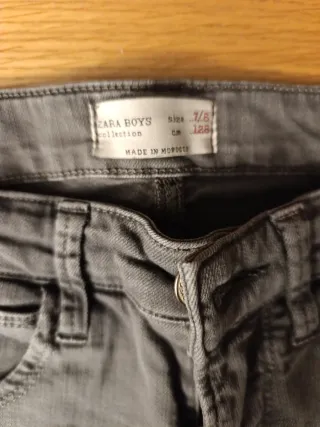 ZARA BOYS SIZE 7/8
collection CM 128
MADE IN MOROCCO